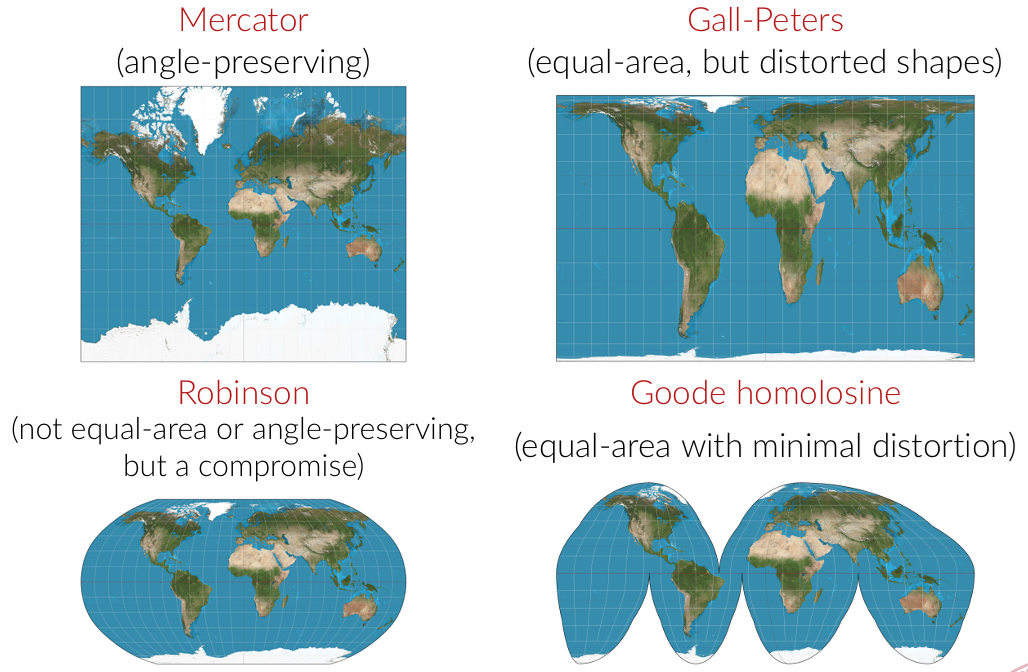 Mercator
(angle-preserving)
Gall-Peters
(equal-area, but distorted shapes)
Robinson
(not equal-area or angle-preserving,
but a compromise)
Goode homolosine
(equal-area with minimal distortion)